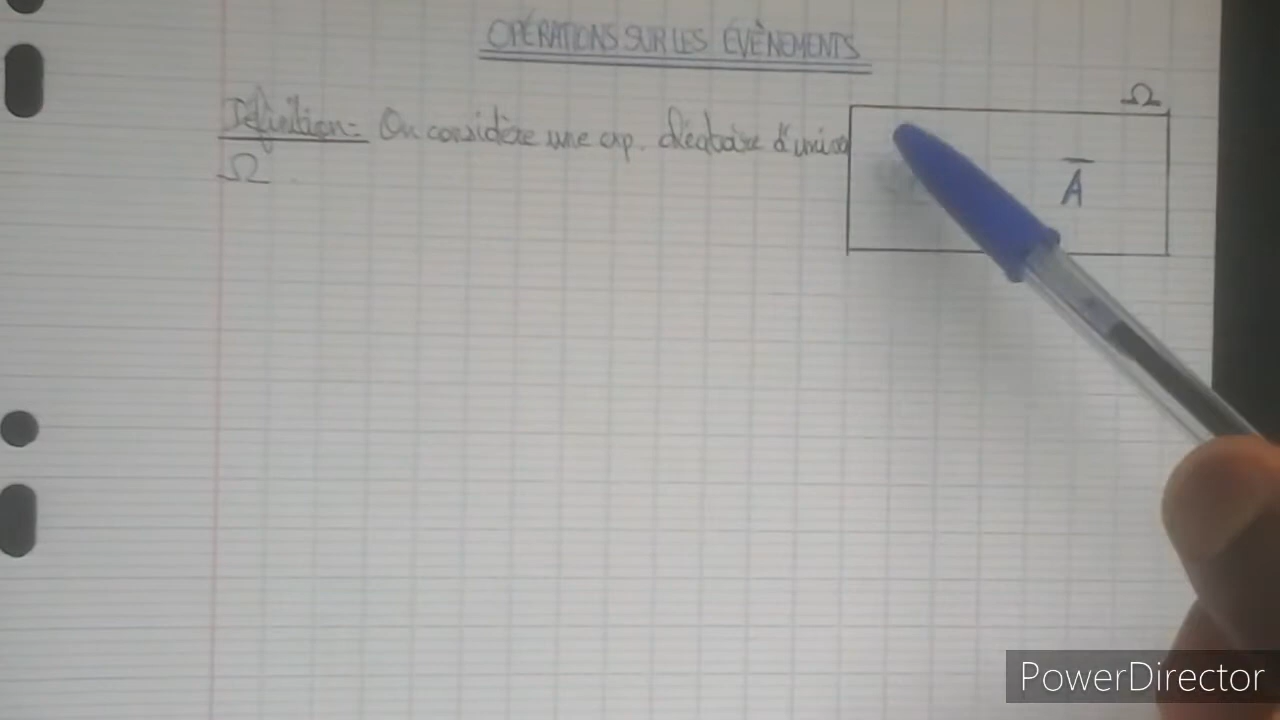 OPÉRATIONS SUR LES ÉVÈNEMENTS
Définition: On considère une exp. aléatoire d'univers
Ω
Ω
Ā
PowerDirector